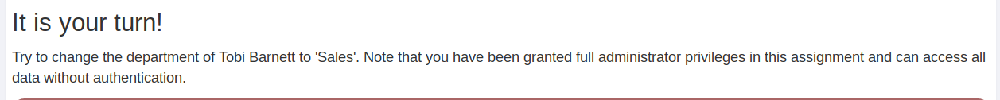 It is your turn!
Try to change the department of Tobi Barnett to 'Sales'. Note that you have been granted full administrator privileges in this assignment and can access all
data without authentication.